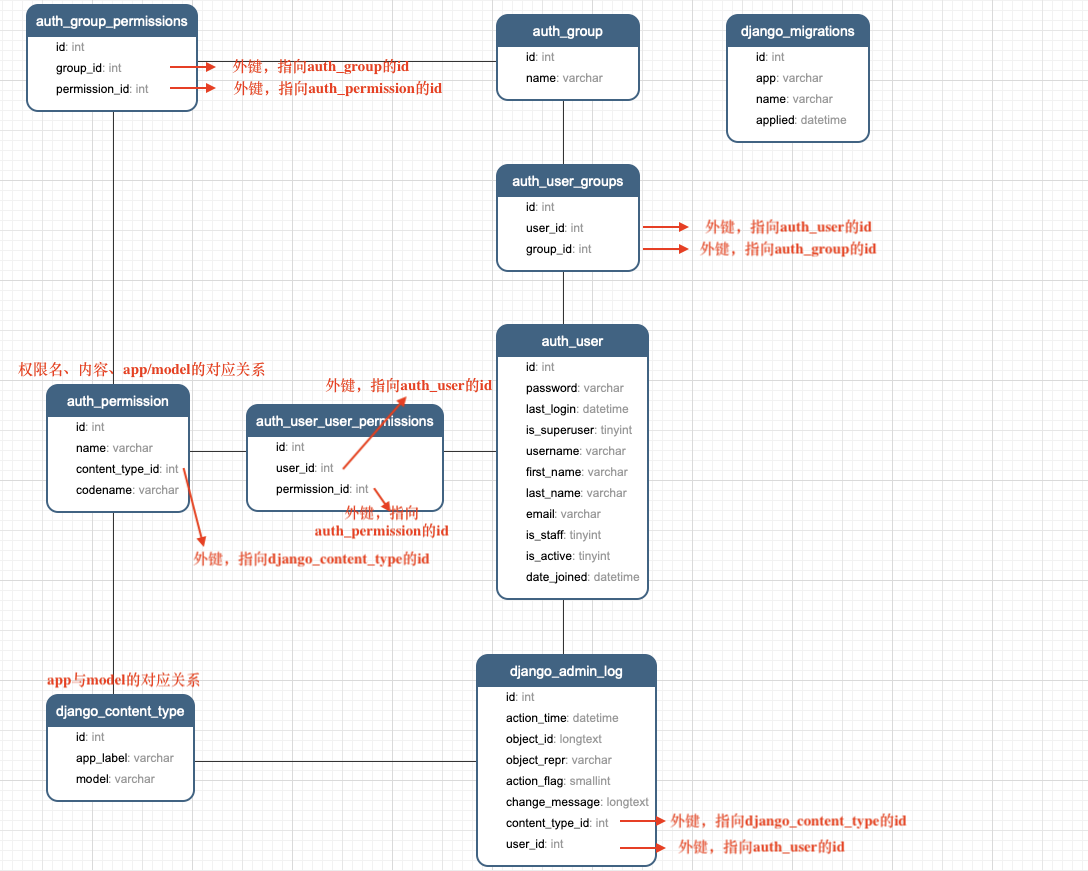 auth_group_permissions
id: int
group_id: int
permission_id: int
外键，指向auth_group的id
外键，指向auth_permission的id
auth_group
id: int
name: varchar
django_migrations
id: int
app: varchar
name: varchar
applied: datetime
auth_user_groups
id: int
user_id: int
group_id: int
外键，指向auth_user的id
外键，指向auth_group的id
权限名、内容、app/model的对应关系
auth_permission
id: int
name: varchar
content_type_id: int
codename: varchar
外键，指向django_content_type的id
外键，指向auth_user的id
auth_user_user_permissions
id: int
user_id: int
permission_id: int
外键，指向
auth_permission的id
auth_user
id: int
password: varchar
last_login: datetime
is_superuser: tinyint
username: varchar
first_name: varchar
last_name: varchar
email: varchar
is_staff: tinyint
is_active: tinyint
date_joined: datetime
app与model的对应关系
django_content_type
id: int
app_label: varchar
model: varchar
django_admin_log
id: int
action_time: datetime
object_id: longtext
object_repr: varchar
action_flag: smallint
change_message: longtext
content_type_id: int
user_id: int
外键，指向django_content_type的id
外键，指向auth_user的id